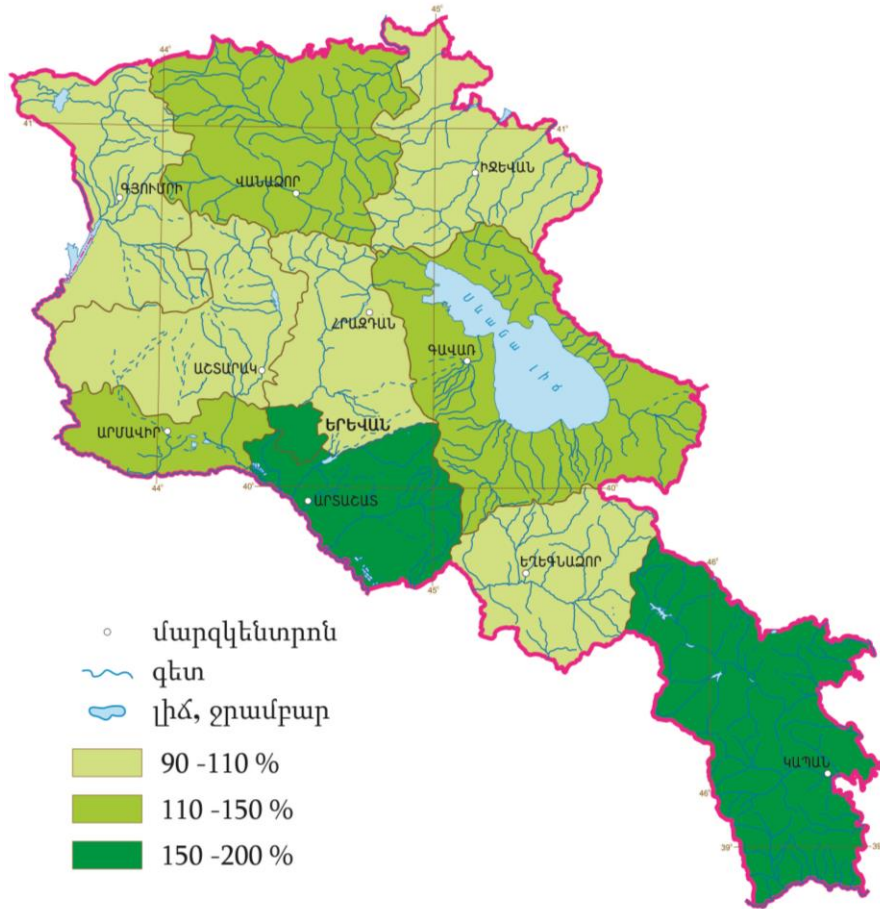 45°
44°
41°
41°
ԻՋԵՎԱՆ
ԳՅՈՒՄՐԻ
ՎԱՆԱՁՈՐ
Սևանա լիճ
ՀՐԱԶԴԱՆ
ԳԱՎԱՌ
ԱՇՏԱՐԱԿ
ԵՐԵՎԱՆ
ԱՐՄԱՎԻՐ
44°
40°
40°
ԱՐՏԱՇԱՏ
46°
ԵՂԵԳՆԱՁՈՐ
45°
մարզկենտրոն
գետ
լիճ, ջրամբար
90 -110 %
110 -150 %
150 -200 %
ԿԱՊԱՆ
46°
39°
39°